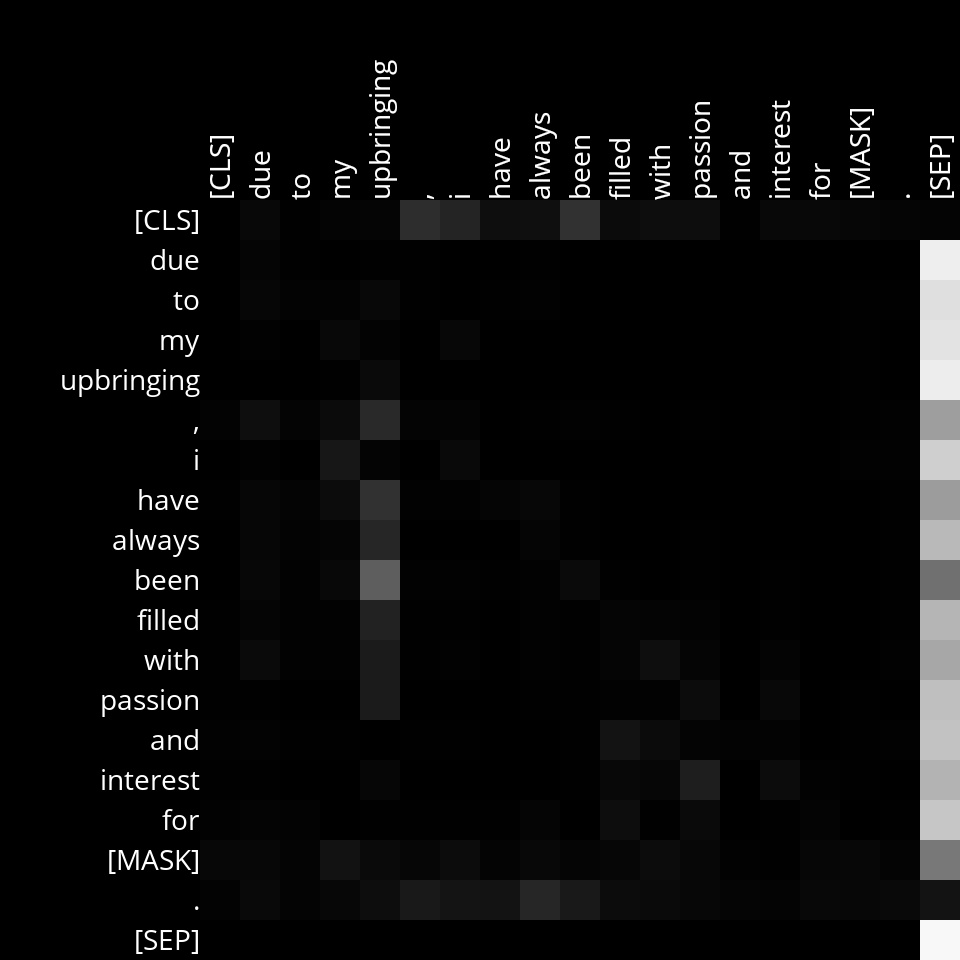 [CLS] due to my upbringing , i have always been filled with passion and interest for [MASK] . [SEP]
[CLS]
due
to
my
upbringing
,
i
have
always
been
filled
with
passion
and
interest
for
[MASK]
.
[SEP]